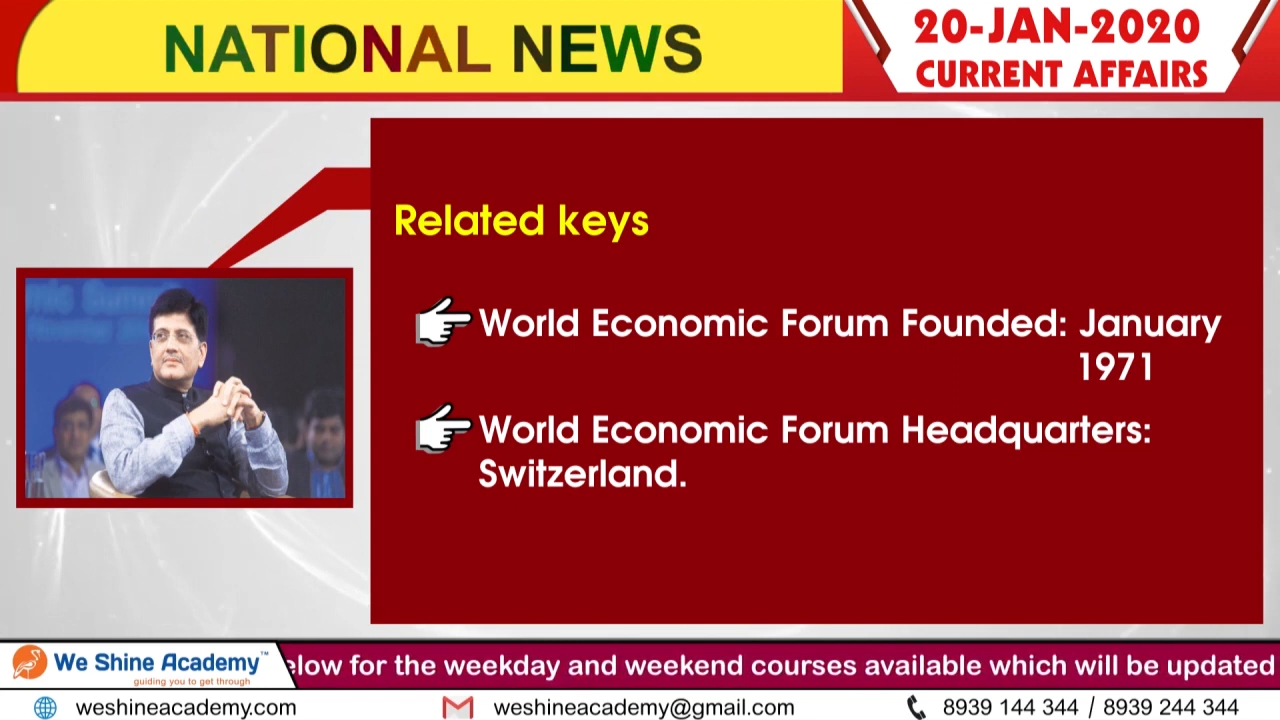 NATIONAL NEWS
20-JAN-2020
CURRENT AFFAIRS
Related keys
World Economic Forum Founded: January
1971
World Economic Forum Headquarters:
Switzerland.
We Shine Academy™
guiding you to get through
elow for the weekday and weekend courses available which will be updated
weshineacademy.com
weshineacademy@gmail.com
8939 144 344 / 8939 244 344